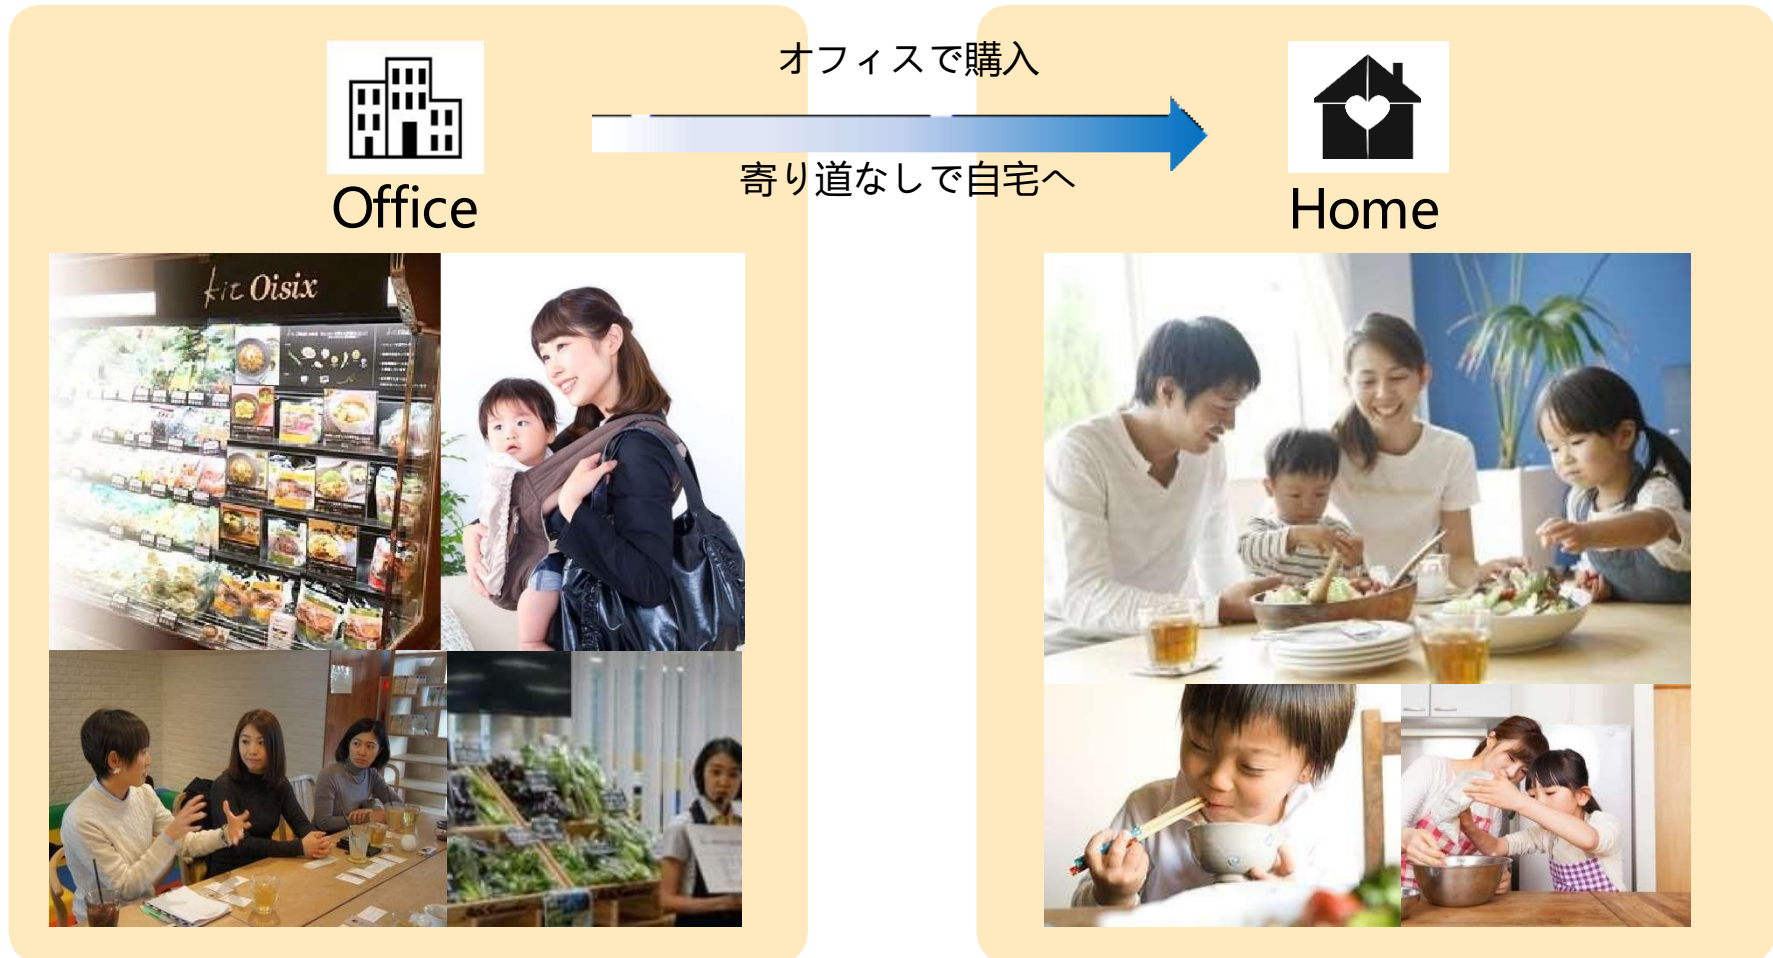 オフィスで購入
寄り道なしで自宅へ
Office
Home
kit Oisix